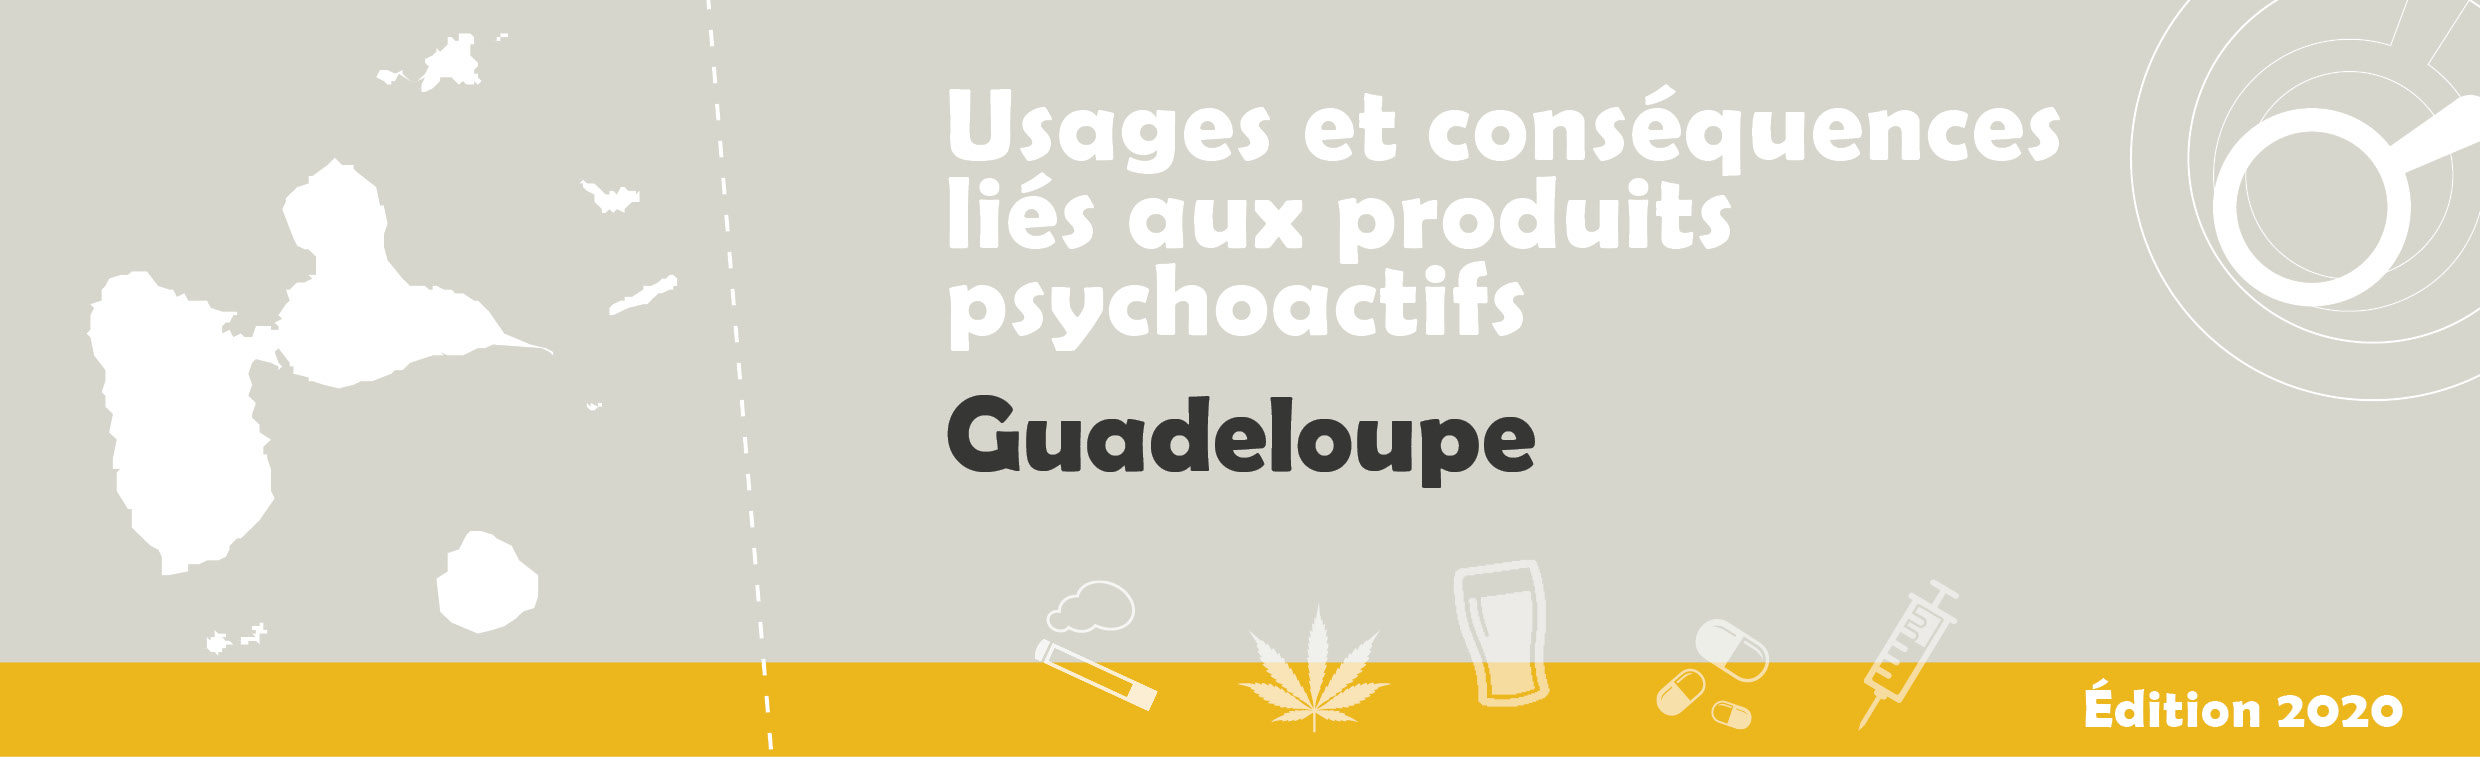 Usages et conséquences
liés aux produits
psychoactifs
Guadeloupe
Édition 2020